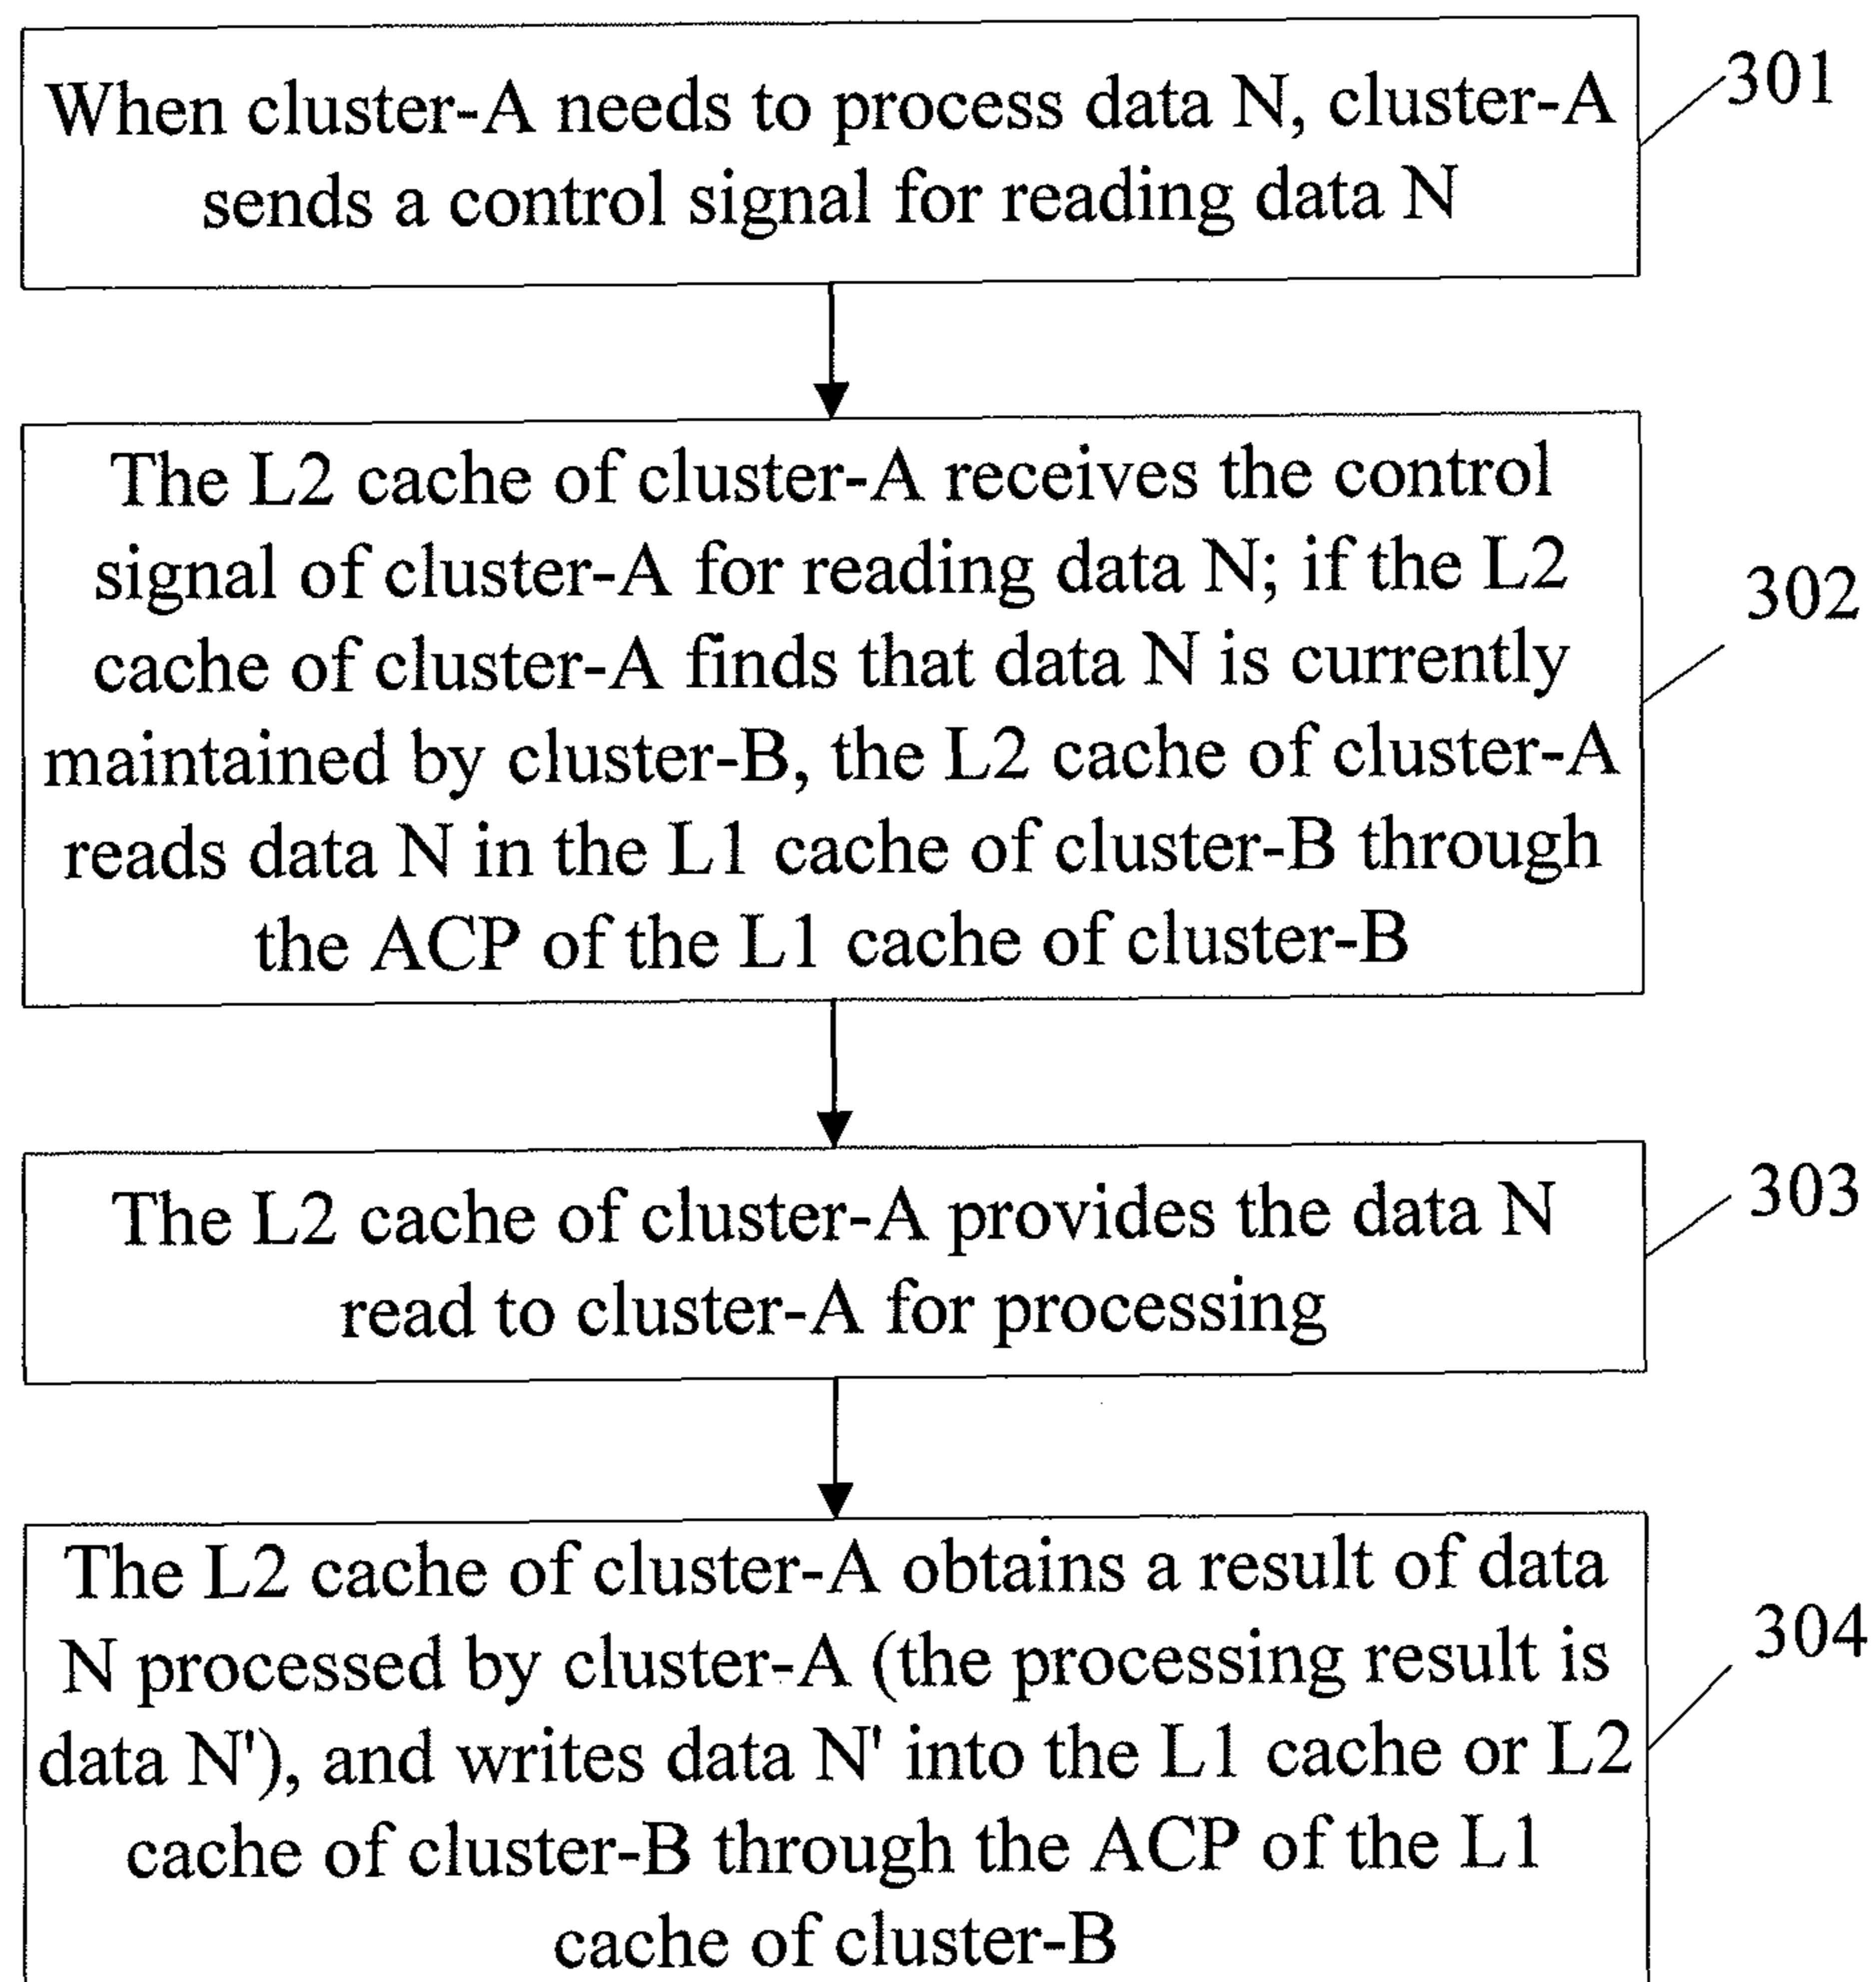 When cluster-A needs to process data N, cluster-A
sends a control signal for reading data N
301
The L2 cache of cluster-A receives the control
signal of cluster-A for reading data N; if the L2
cache of cluster-A finds that data N is currently
maintained by cluster-B, the L2 cache of cluster-A
reads data N in the L1 cache of cluster-B through
the ACP of the L1 cache of cluster-B
302
The L2 cache of cluster-A provides the data N
read to cluster-A for processing
303
The L2 cache of cluster-A obtains a result of data
N processed by cluster-A (the processing result is
data N'), and writes data N' into the L1 cache or L2
cache of cluster-B through the ACP of the L1
cache of cluster-B
304